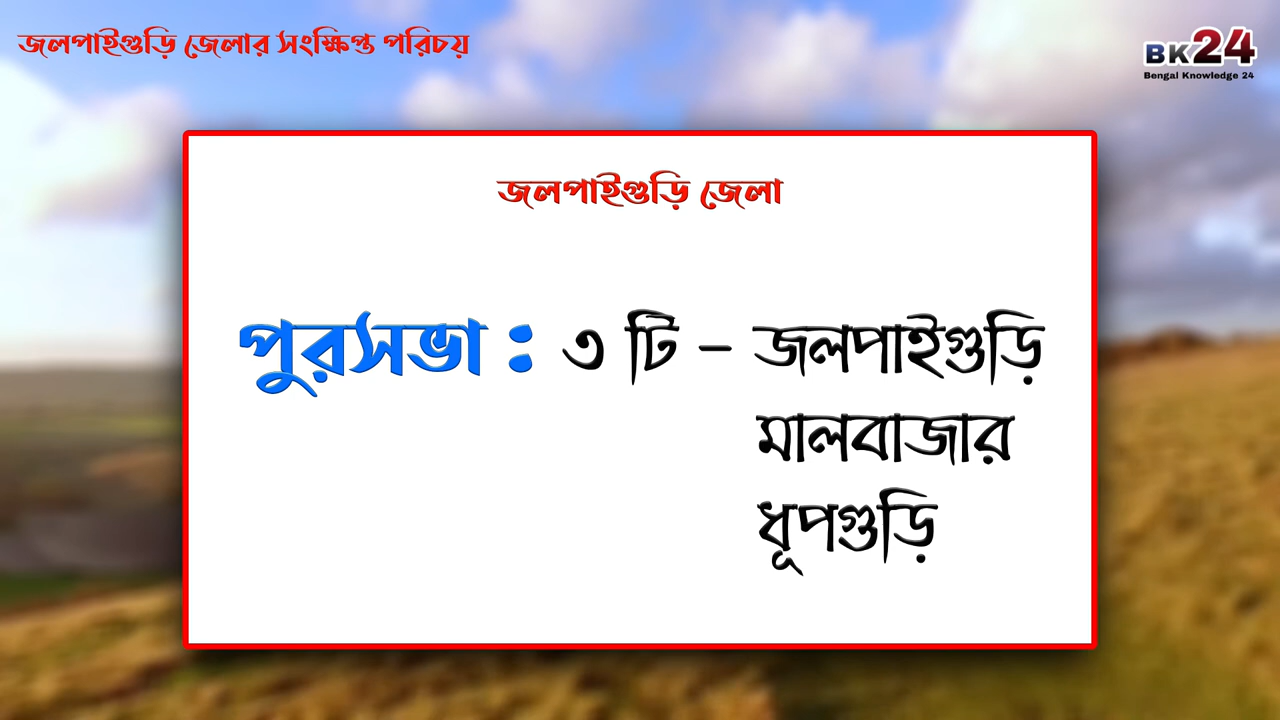 জলপাইগুড়ি জেলার সংক্ষিপ্ত পরিচয়
BK24
Bengal Knowledge 24
জলপাইগুড়ি জেলা
পুরসভা : ৩ টি – জলপাইগুড়ি
মালবাজার
ধূপগুড়ি